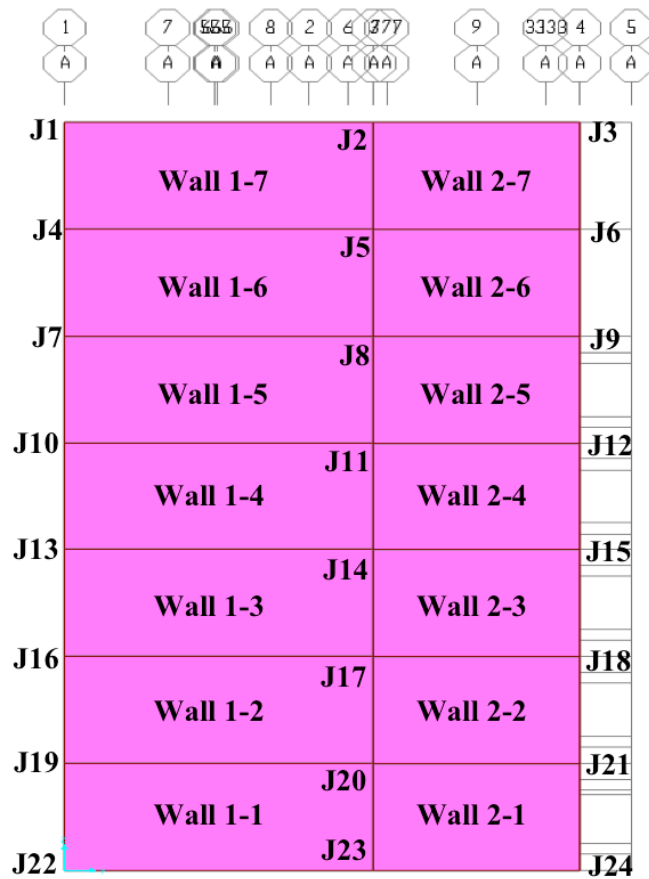 1 7 8 2 6 9 4 5
A A A A A A A A A A A
J1 J2 J3
Wall 1-7 Wall 2-7
J4 J5 J6
Wall 1-6 Wall 2-6
J7 J8 J9
Wall 1-5 Wall 2-5
J10 J11 J12
Wall 1-4 Wall 2-4
J13 J14 J15
Wall 1-3 Wall 2-3
J16 J17 J18
Wall 1-2 Wall 2-2
J19 J20 J21
Wall 1-1 Wall 2-1
J22 J23 J24